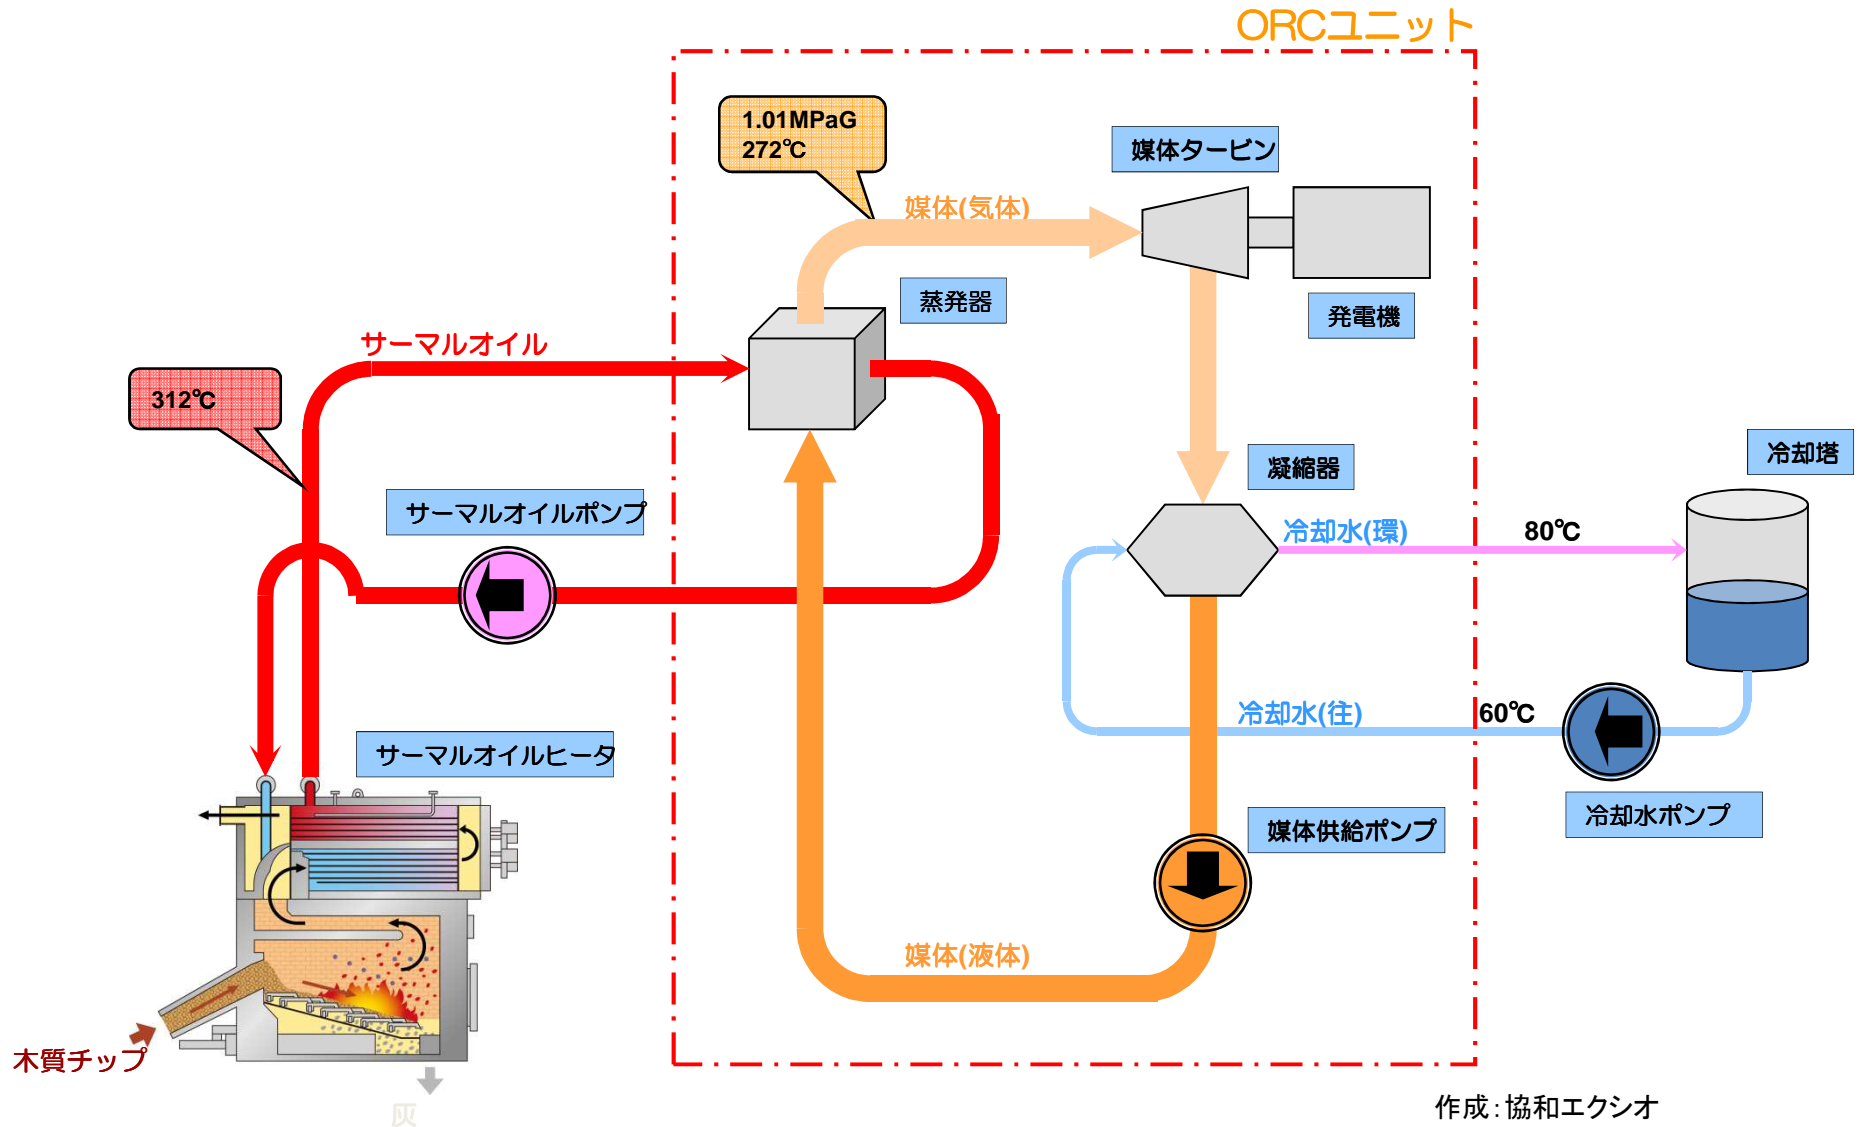 ORCユニット
1.01MPaG
272℃
媒体タービン
媒体(気体)
蒸発器
発電機
サーマルオイル
312℃
凝縮器
冷却塔
サーマルオイルポンプ
冷却水(環)
80℃
冷却水(往)
60℃
サーマルオイルヒータ
冷却水ポンプ
媒体供給ポンプ
媒体(液体)
木質チップ
灰
作成：協和エクシオ